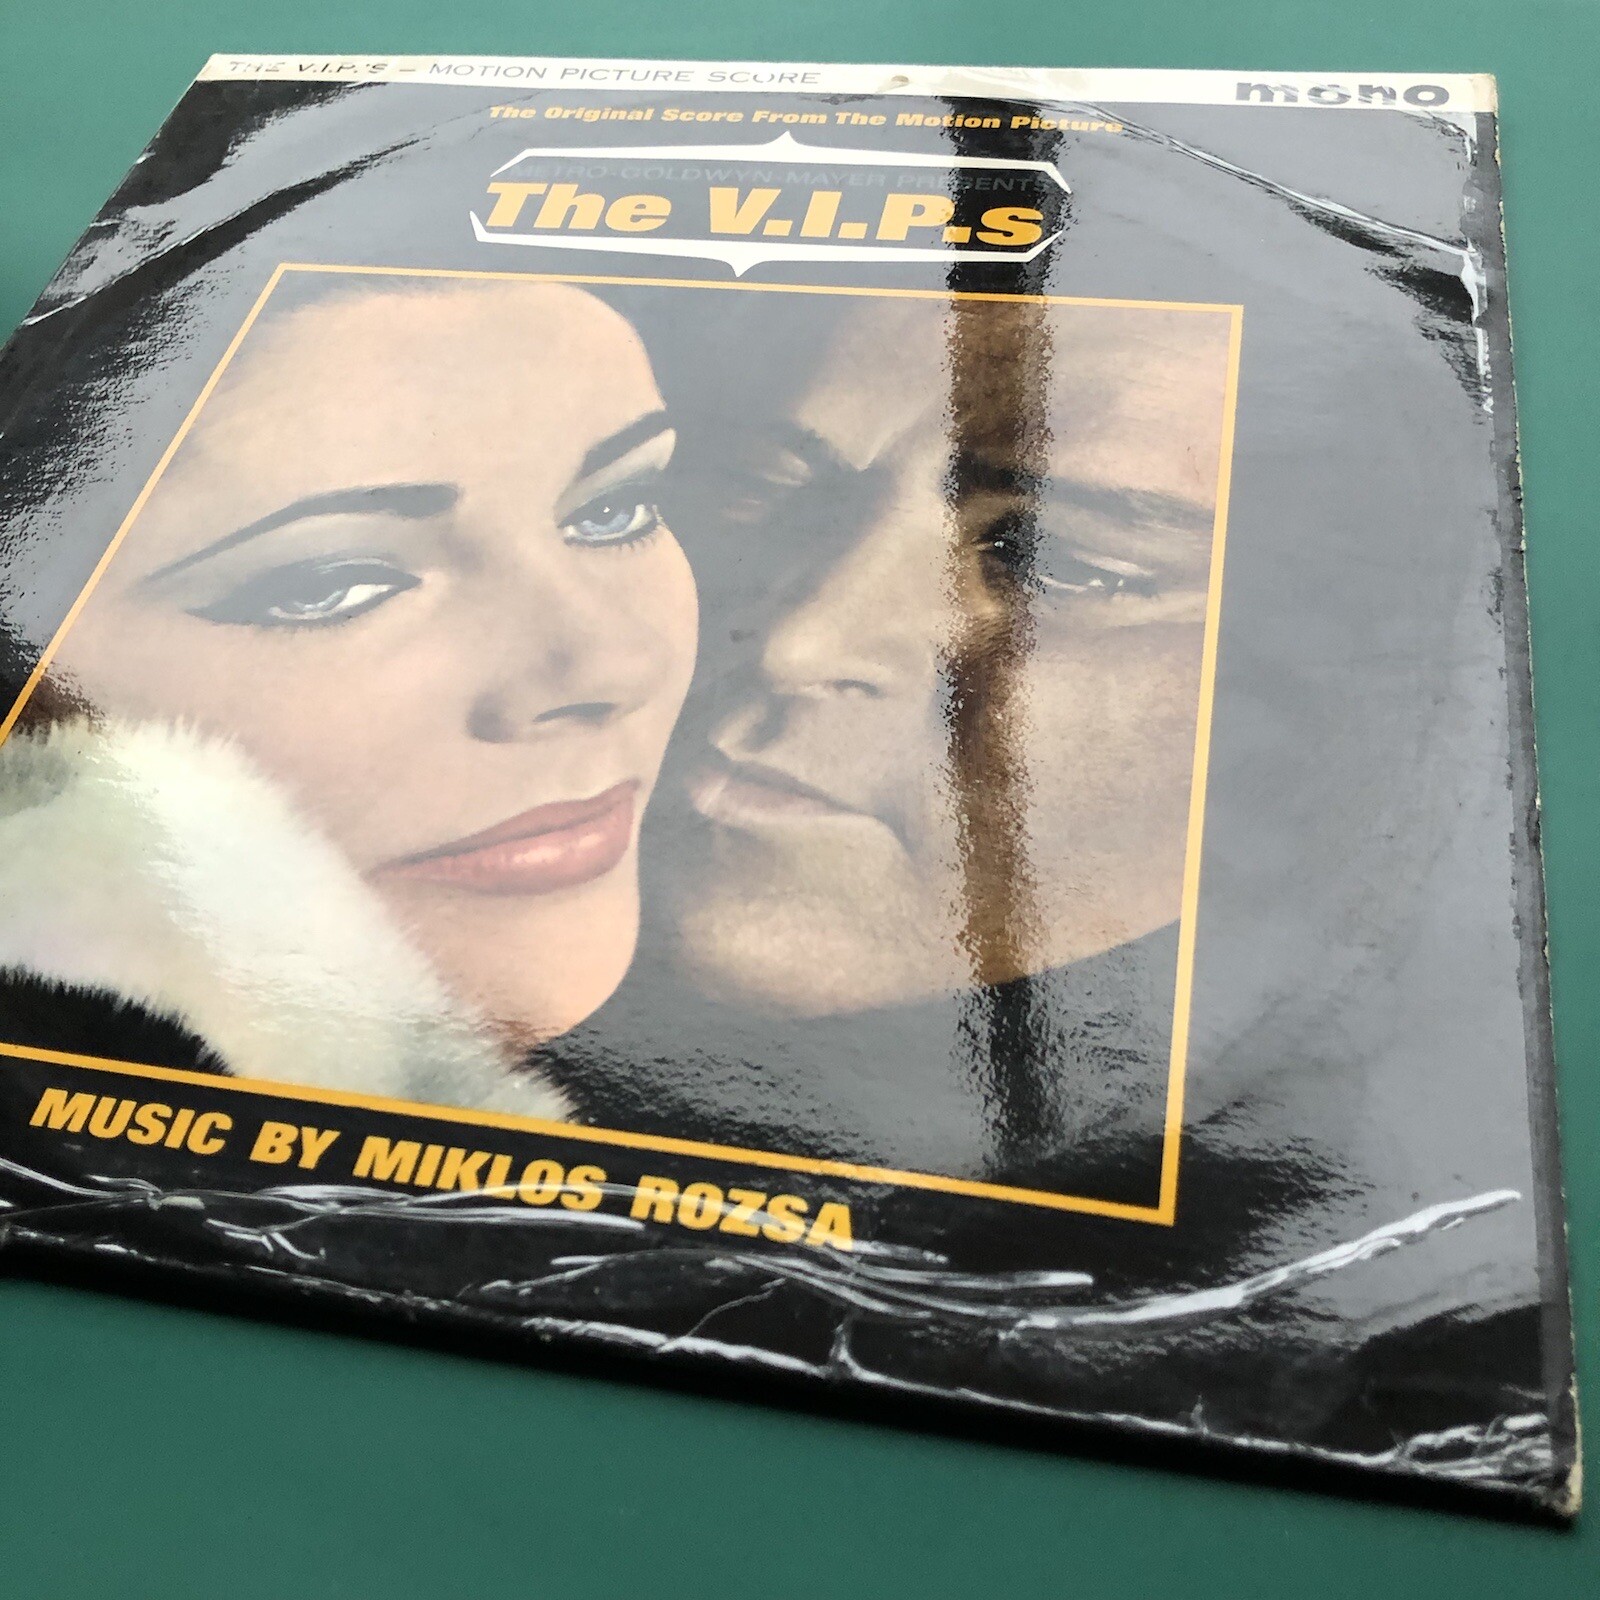 THE V.I.P.'S – MOTION PICTURE SCORE
mono
The Original Score From The Motion Picture
METRO-GOLDWYN-MAYER PRESENTS
The V.I.P.s
MUSIC BY MIKLOS ROZSA